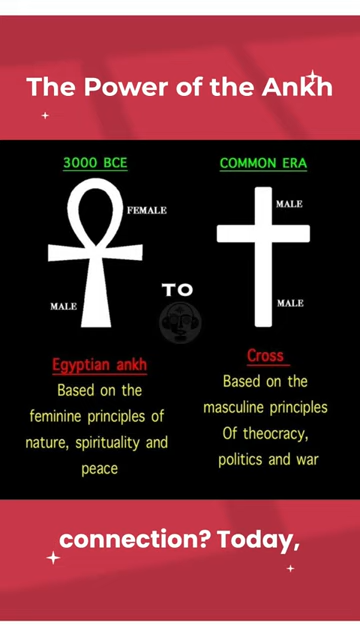 The Power of the Ankh
3000 BCE
COMMON ERA
FEMALE
MALE
MALE
TO
MALE
Egyptian ankh
Based on the
feminine principles of
nature, spirituality and
peace
Cross
Based on the
masculine principles
Of theocracy,
politics and war
connection? Today,